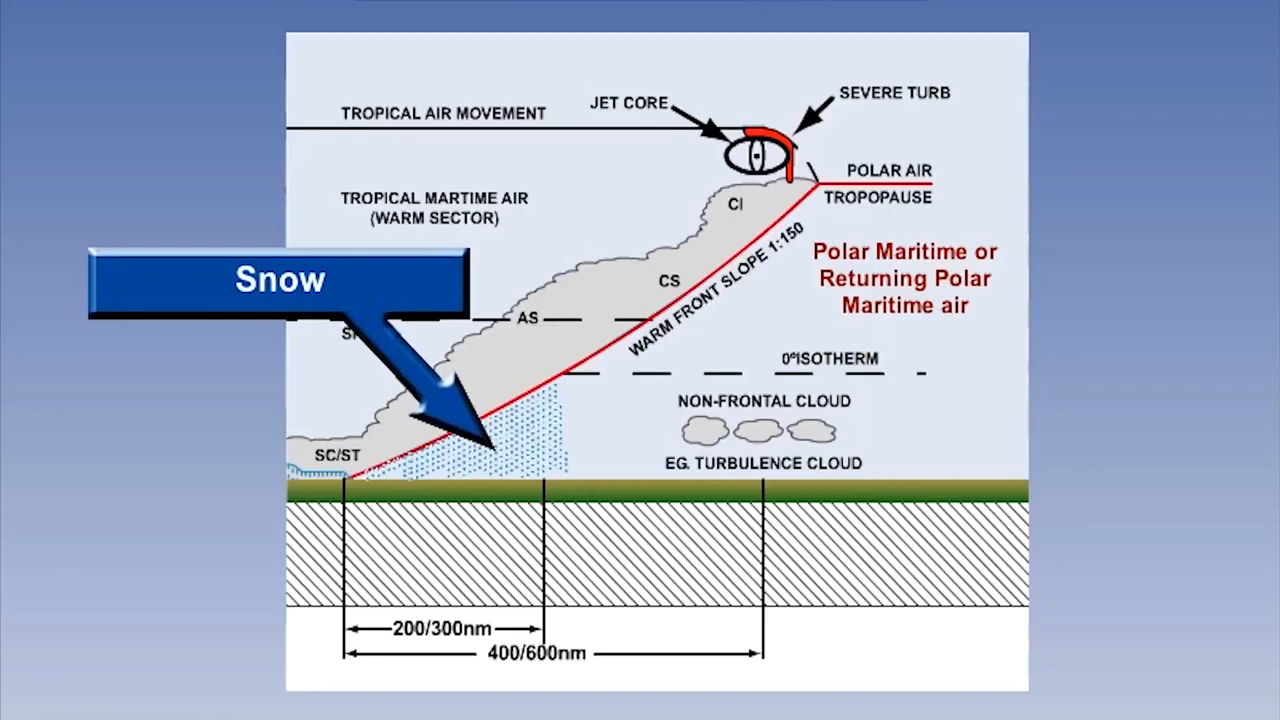 TROPICAL AIR MOVEMENT
JET CORE
SEVERE TURB
POLAR AIR
TROPOPAUSE
TROPICAL MARTIME AIR
(WARM SECTOR)
CI
Polar Maritime or
Returning Polar
Maritime air
Snow
CS
WARM FRONT SLOPE 1:150
AS
0°ISOTHERM
NON-FRONTAL CLOUD
SC/ST
EG. TURBULENCE CLOUD
200/300nm
400/600nm